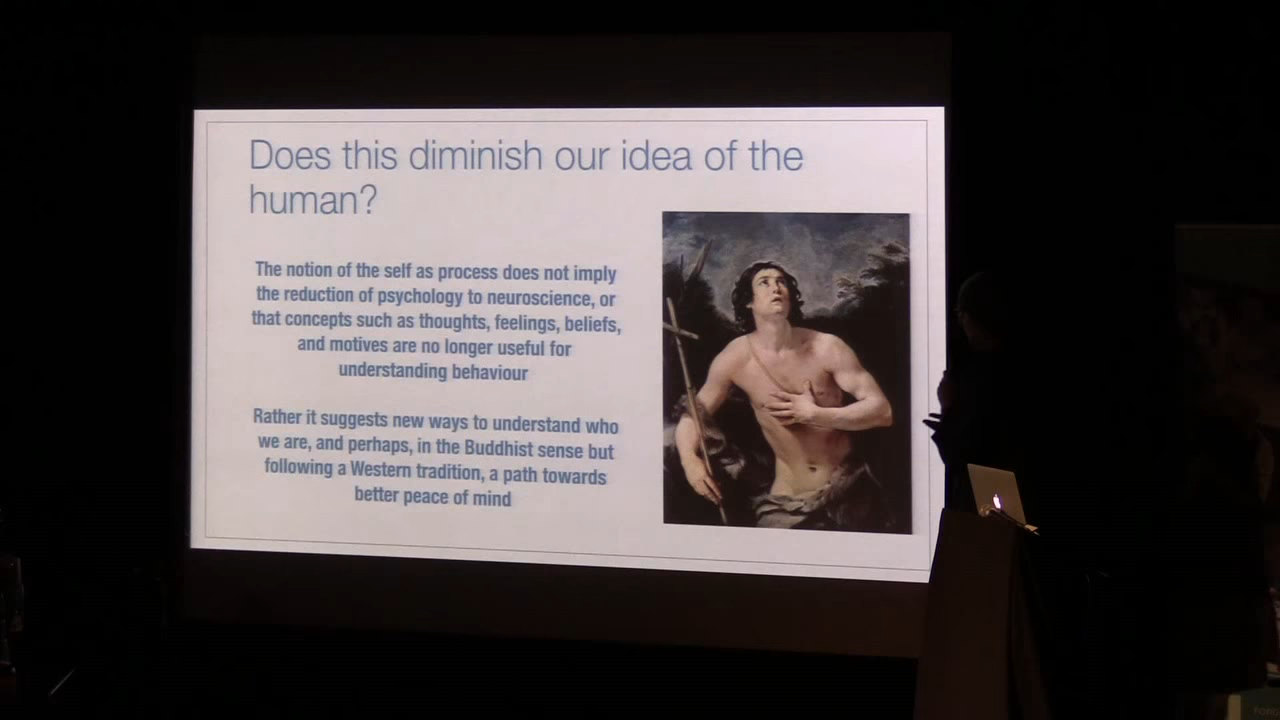 Does this diminish our idea of the
human?
The notion of the self as process does not imply
the reduction of psychology to neuroscience, or
that concepts such as thoughts, feelings, beliefs,
and motives are no longer useful for
understanding behaviour
Rather it suggests new ways to understand who
we are, and perhaps, in the Buddhist sense but
following a Western tradition, a path towards
better peace of mind